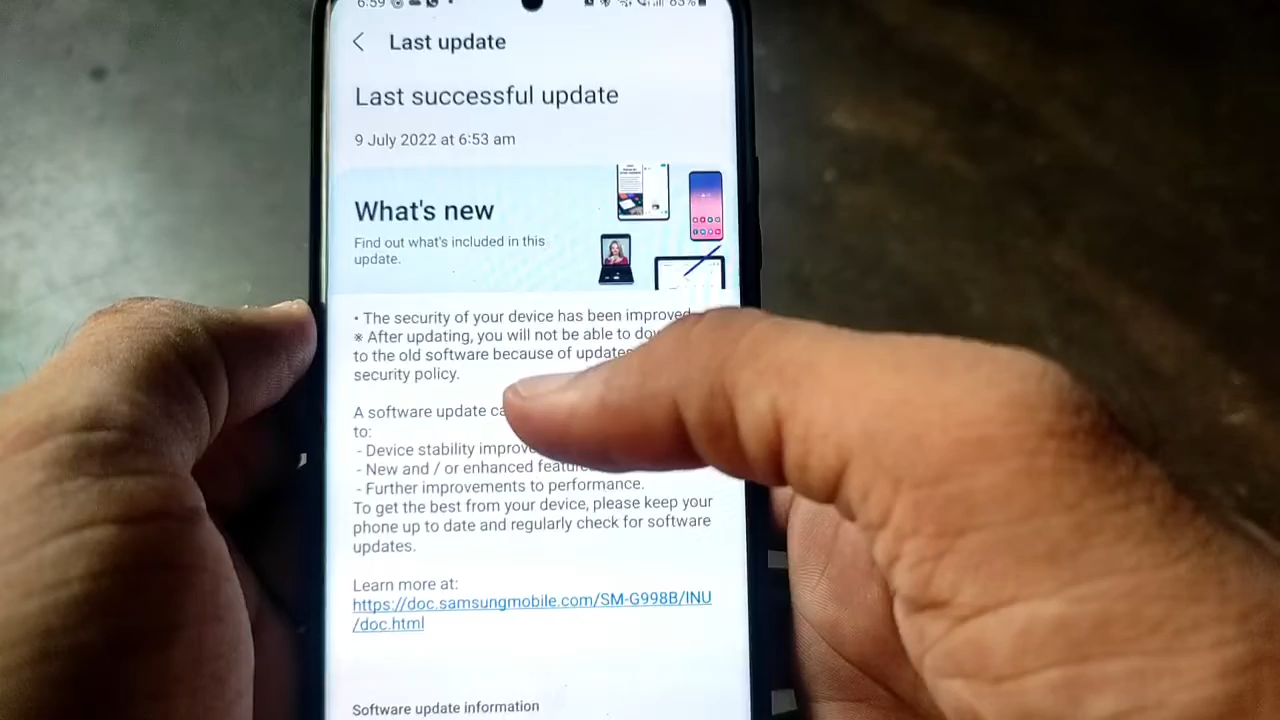 6:59
83%
Last update
Last successful update
9 July 2022 at 6:53 am
What's new
Find out what's included in this
update.
• The security of your device has been improved
※ After updating, you will not be able to
to the old software because of
security policy.
A software update
to:
- Device stability
- New and / or enhanced
- Further improvements to performance.
To get the best from your device, please keep your
phone up to date and regularly check for software
updates.
Learn more at:
https://doc.samsungmobile.com/SM-G998B/INU
/doc.html
Software update information